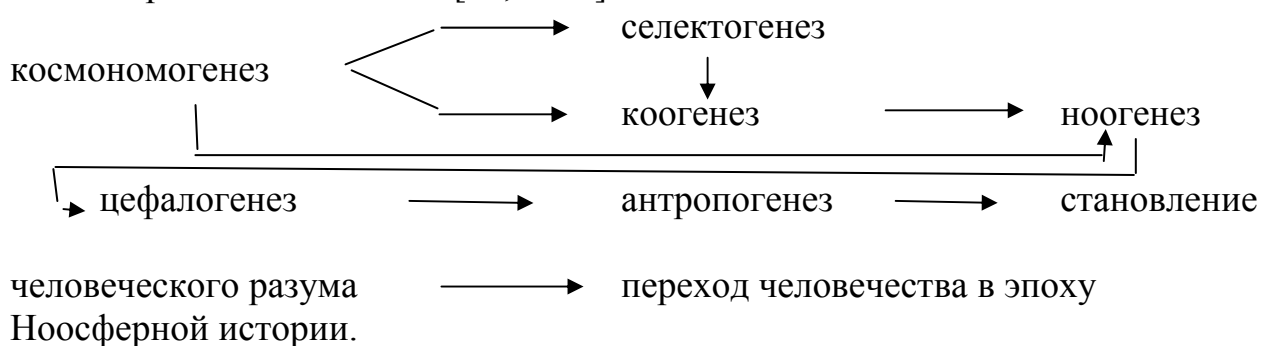 селектогенез
космономогенез
коогенез ноогенез
цефалогенез антропогенез становление
человеческого разума переход человечества в эпоху
Ноосферной истории.